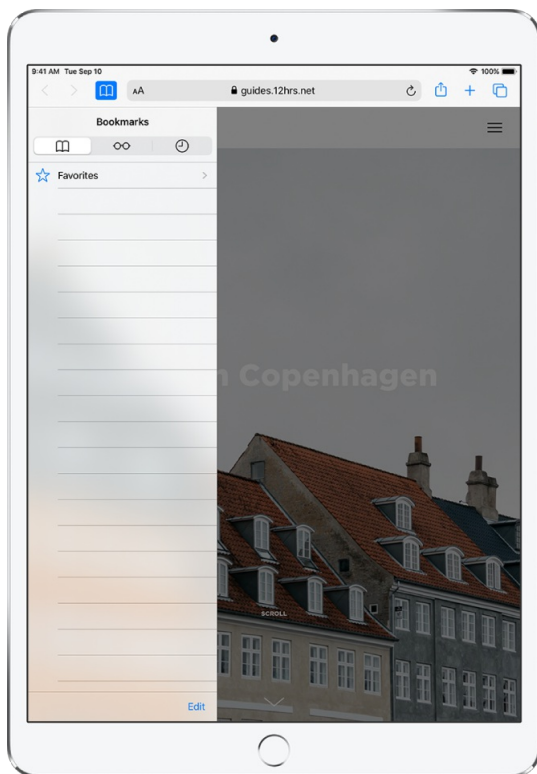 9:41 AM Tue Sep 10
100%
AA
guides.12hrs.net
Bookmarks
Favorites
Copenhagen
SCROLL
Edit